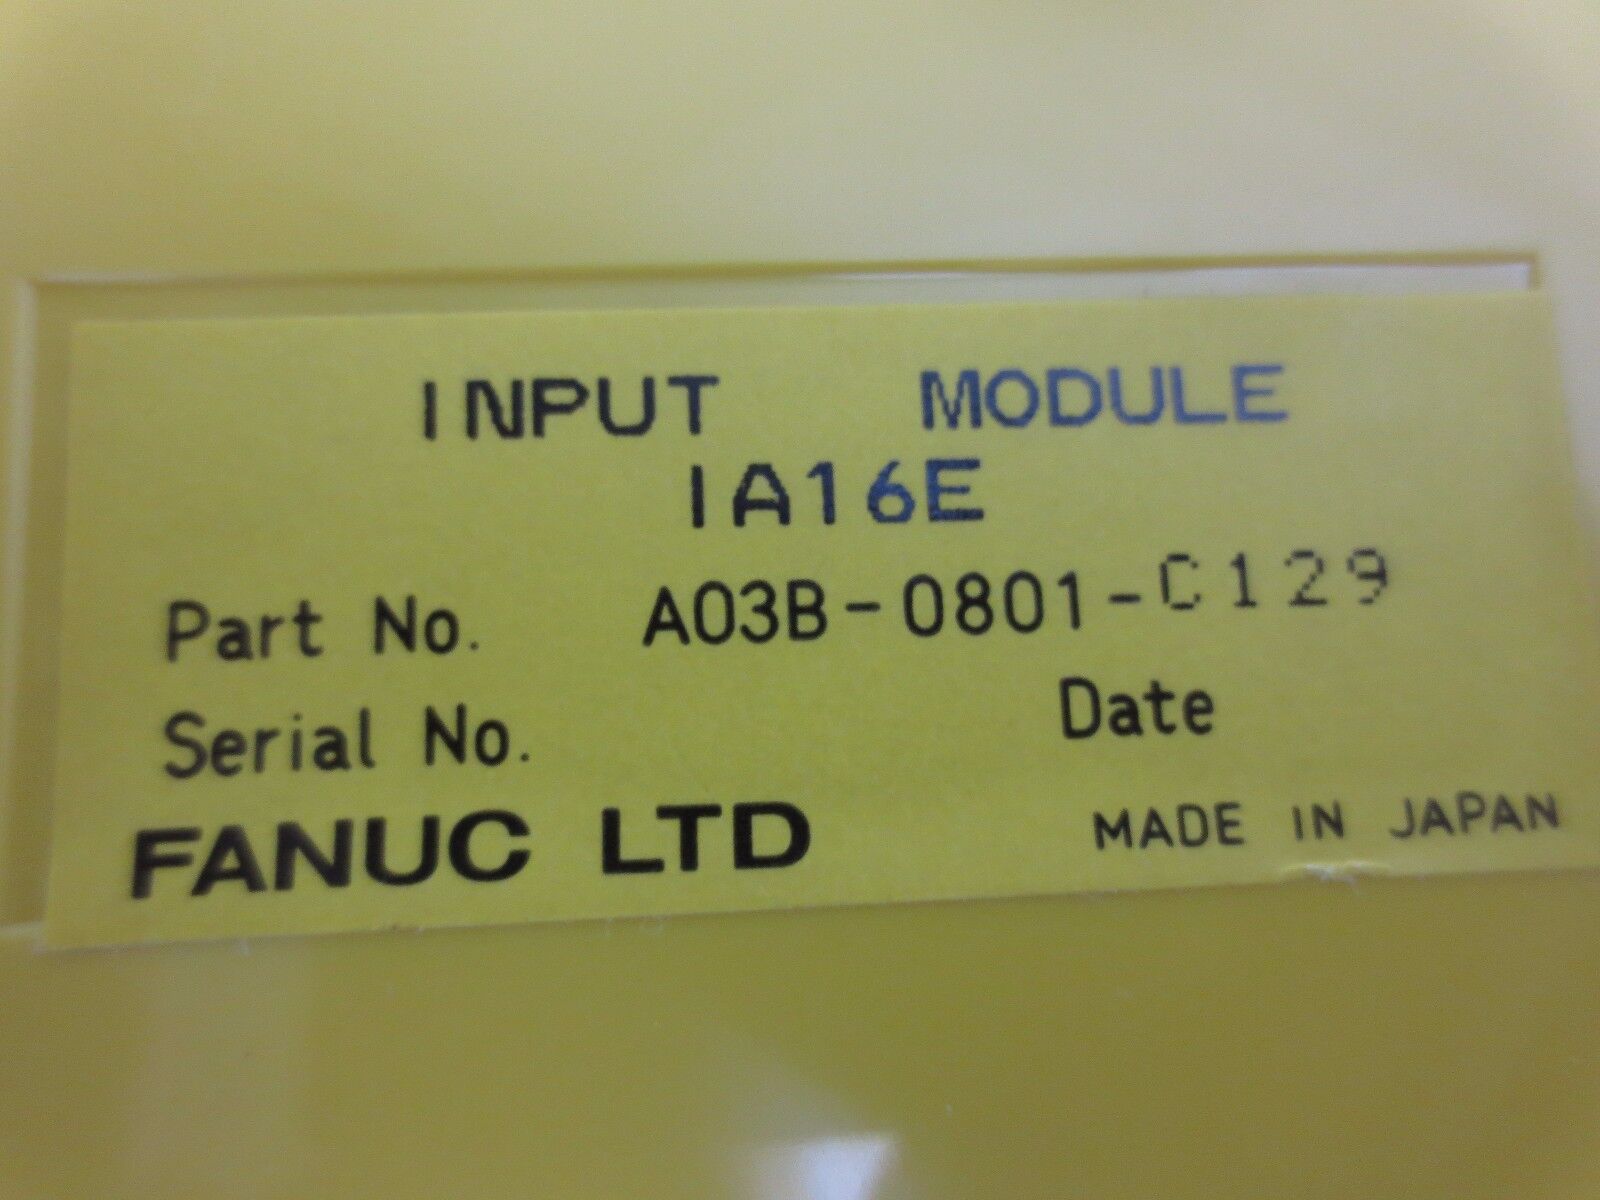 INPUT MODULE
IA16E
Part No. A03B-0801-C129
Serial No. Date
FANUC LTD MADE IN JAPAN